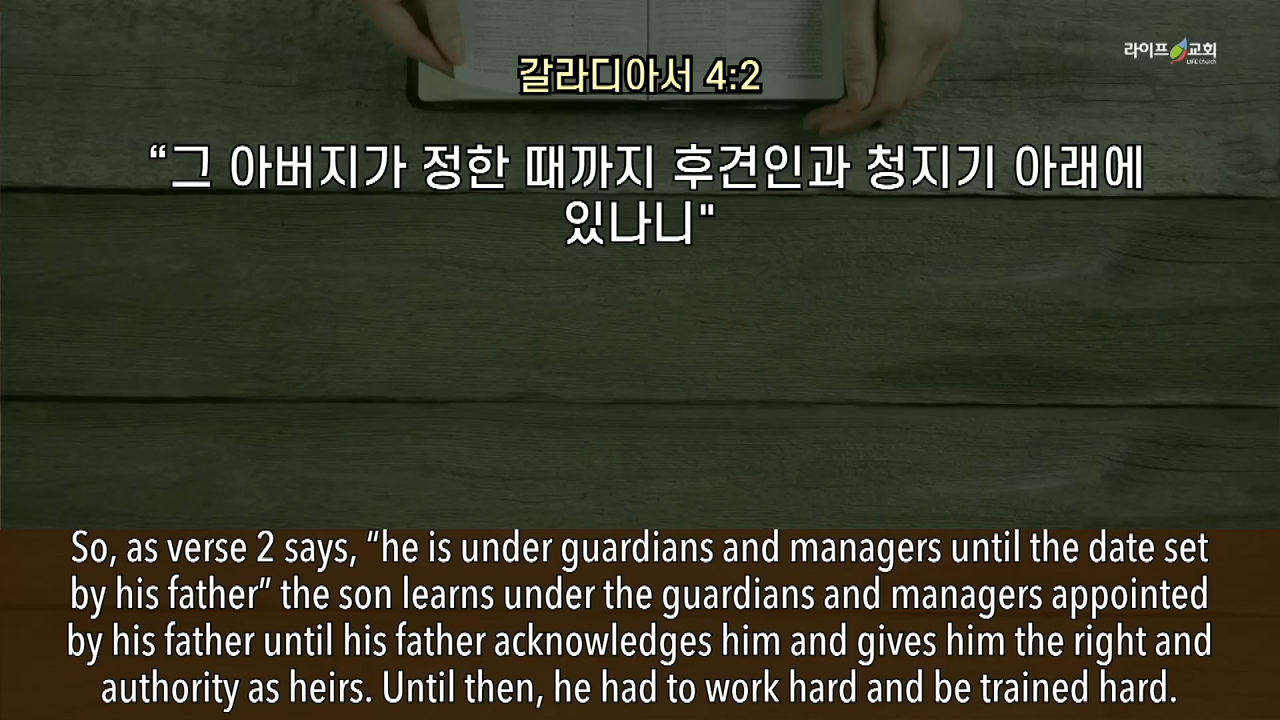 라이프 교회
LIFE Church
갈라디아서 4:2
“그 아버지가 정한 때까지 후견인과 청지기 아래에
있나니"
So, as verse 2 says, “he is under guardians and managers until the date set
by his father” the son learns under the guardians and managers appointed
by his father until his father acknowledges him and gives him the right and
authority as heirs. Until then, he had to work hard and be trained hard.